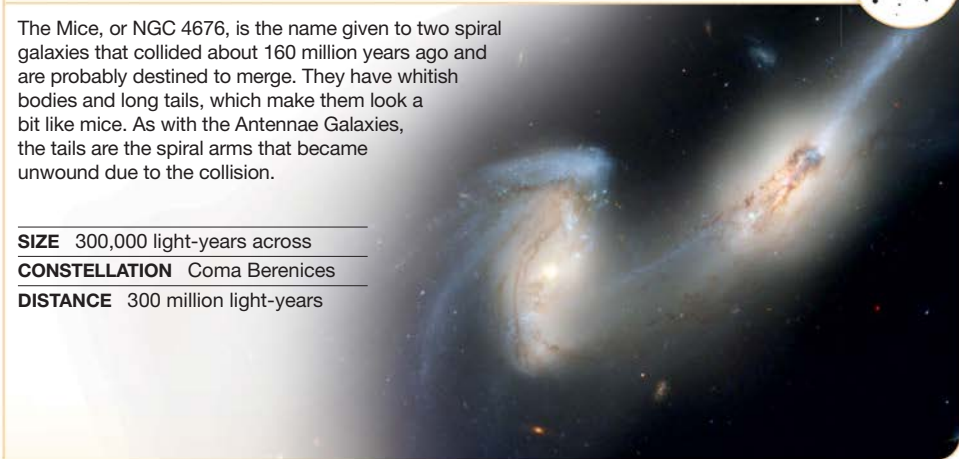 The Mice, or NGC 4676, is the name given to two spiral
galaxies that collided about 160 million years ago and
are probably destined to merge. They have whitish
bodies and long tails, which make them look a
bit like mice. As with the Antennae Galaxies,
the tails are the spiral arms that became
unwound due to the collision.
SIZE 300,000 light-years across
CONSTELLATION Coma Berenices
DISTANCE 300 million light-years